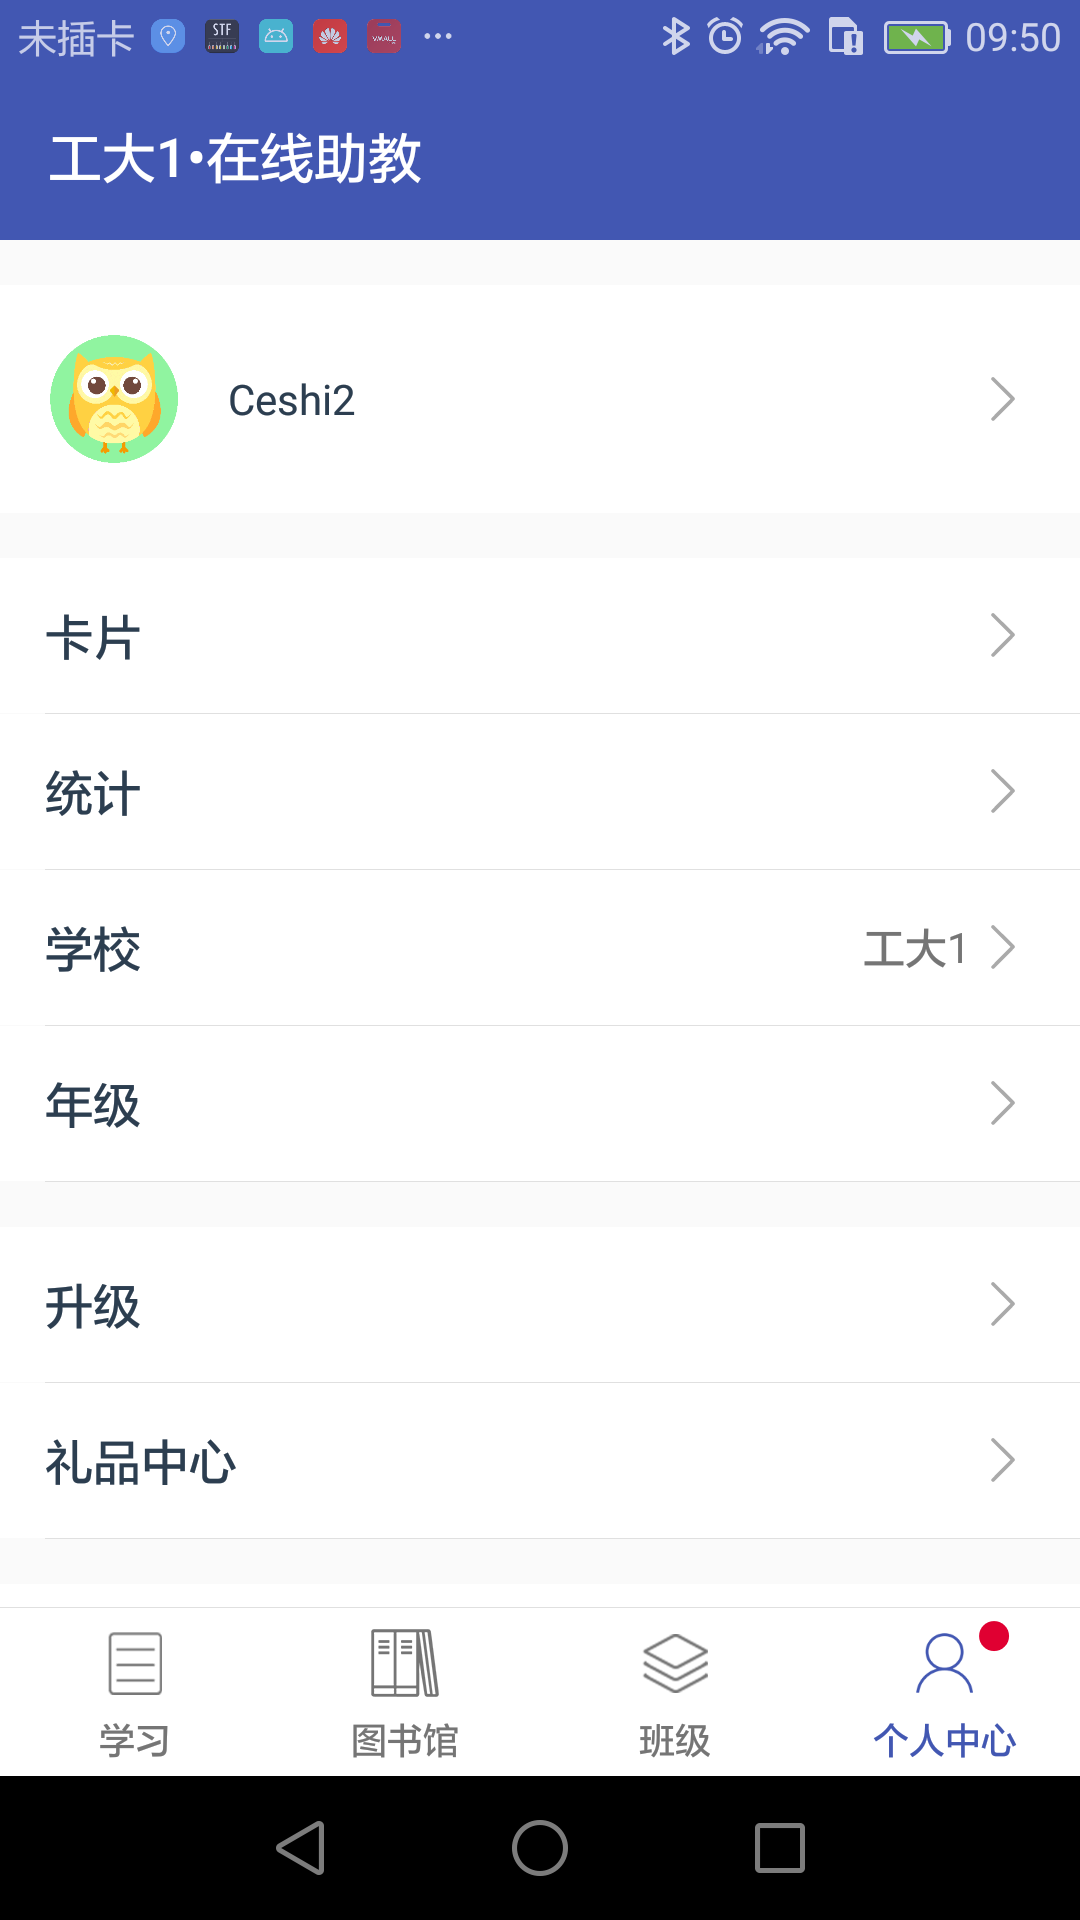 未插卡 STF VMALL 09:50
工大1•在线助教
Ceshi2
卡片
统计
学校 工大1
年级
升级
礼品中心
学习 图书馆 班级 个人中心